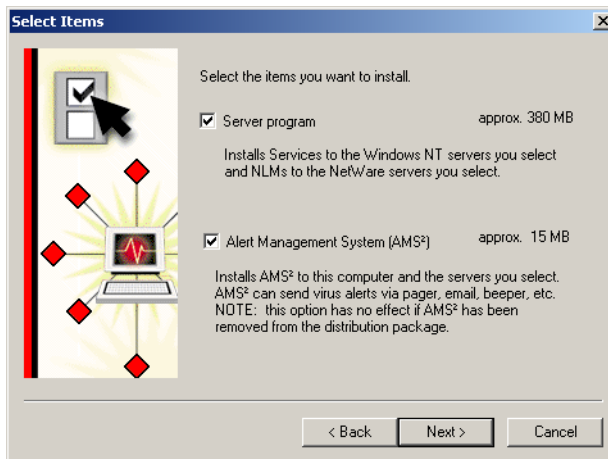 Select Items
Select the items you want to install.
Server program approx. 380 MB
Installs Services to the Windows NT servers you select
and NLMs to the NetWare servers you select.
Alert Management System (AMS²) approx. 15 MB
Installs AMS² to this computer and the servers you select.
AMS² can send virus alerts via pager, email, beeper, etc.
NOTE: this option has no effect if AMS² has been
removed from the distribution package.
< Back Next > Cancel